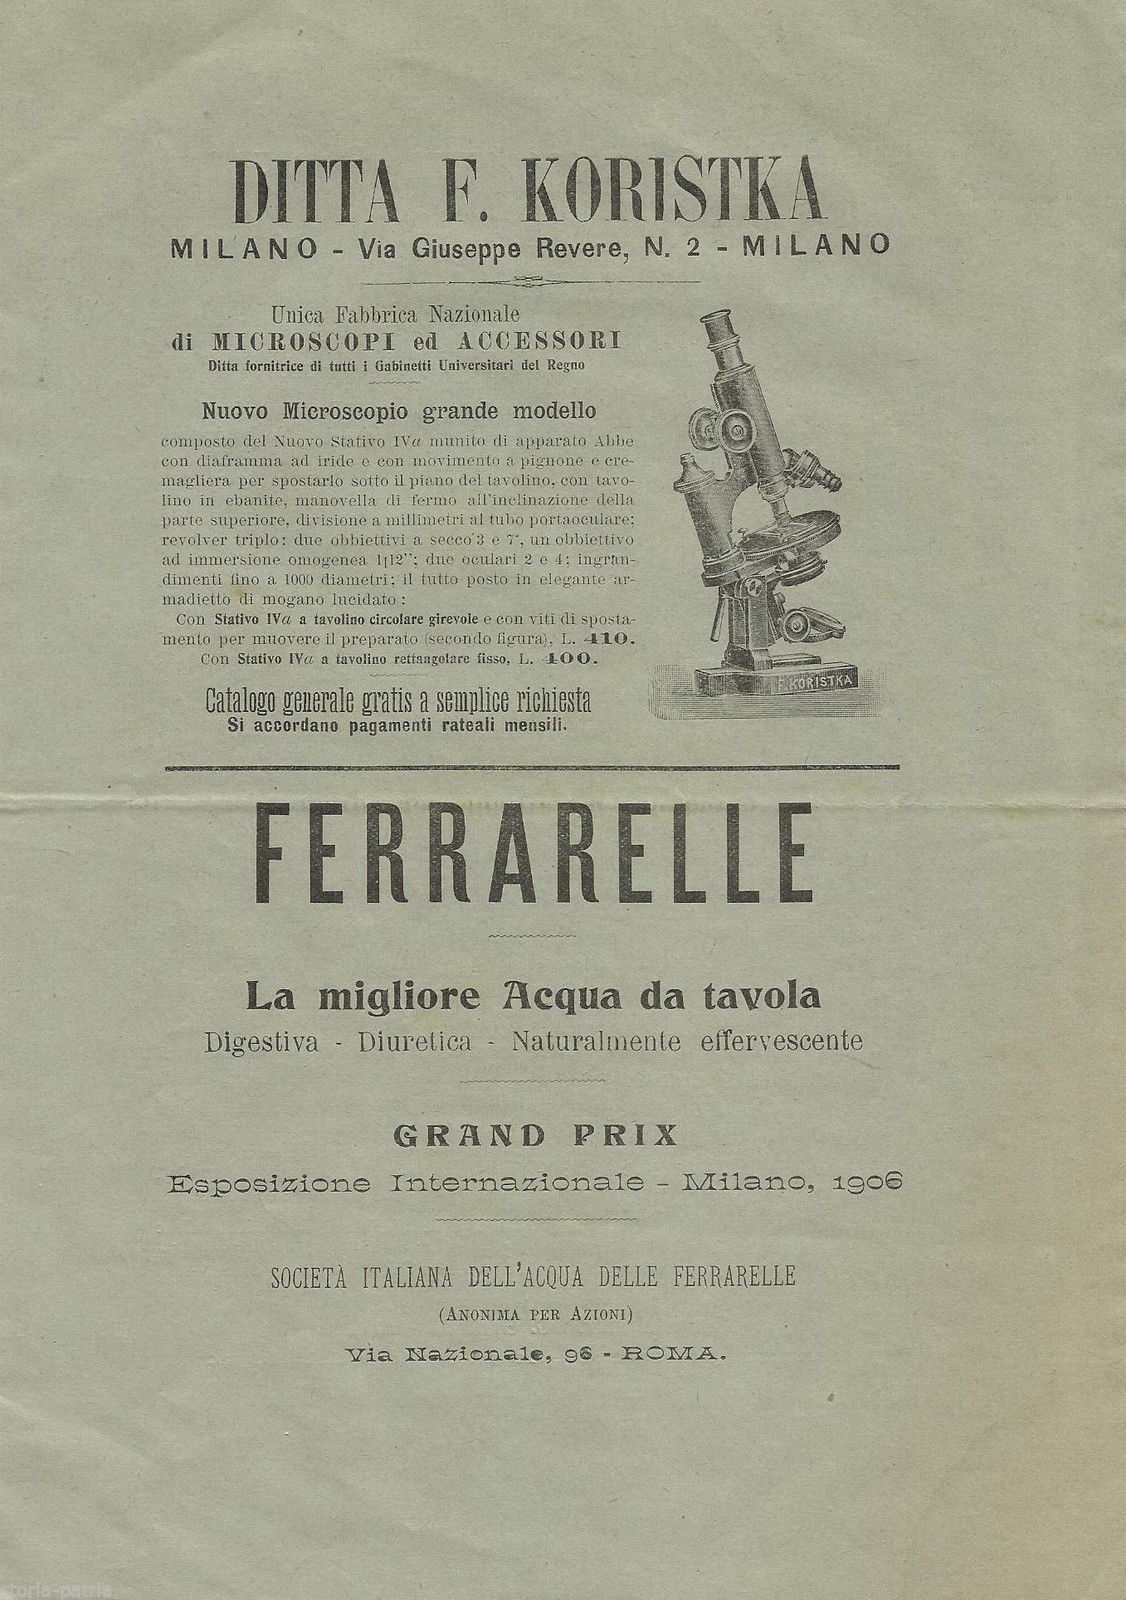 DITTA F. KORISTKA
MILANO - Via Giuseppe Revere, N. 2 - MILANO
Unica Fabbrica Nazionale
di MICROSCOPI ed ACCESSORI
Ditta fornitrice di tutti i Gabinetti Universitari del Regno
Nuovo Microscopio grande modello
composto del Nuovo Stativo IVa munito di apparato Abbe
con diaframma ad iride e con movimento a pignone e cre-
magliera per spostarlo sotto il piano del tavolino, con tavo-
lino in ebanite, manovella di fermo all'inclinazione della
parte superiore, divisione a millimetri al tubo portaoculare;
revolver triplo: due obbiettivi a secco 3 e 7*, un obbiettivo
ad immersione omogenea 1|12"; due oculari 2 e 4; ingran-
dimenti fino a 1000 diametri; il tutto posto in elegante ar-
madietto di mogano lucidato:
Con Stativo IVa a tavolino circolare girevole e con viti di sposta-
mento per muovere il preparato (secondo figura), L. 410.
Con Stativo IVa a tavolino rettangolare fisso, L. 400.
Catalogo generale gratis a semplice richiesta
Si accordano pagamenti rateali mensili.
F. KORISTKA
FERRARELLE
La migliore Acqua da tavola
Digestiva - Diuretica - Naturalmente effervescente
GRAND PRIX
Esposizione Internazionale - Milano, 1906
SOCIETÀ ITALIANA DELL'ACQUA DELLE FERRARELLE
(ANONIMA PER AZIONI)
Via Nazionale, 96 - ROMA.
storia-patria